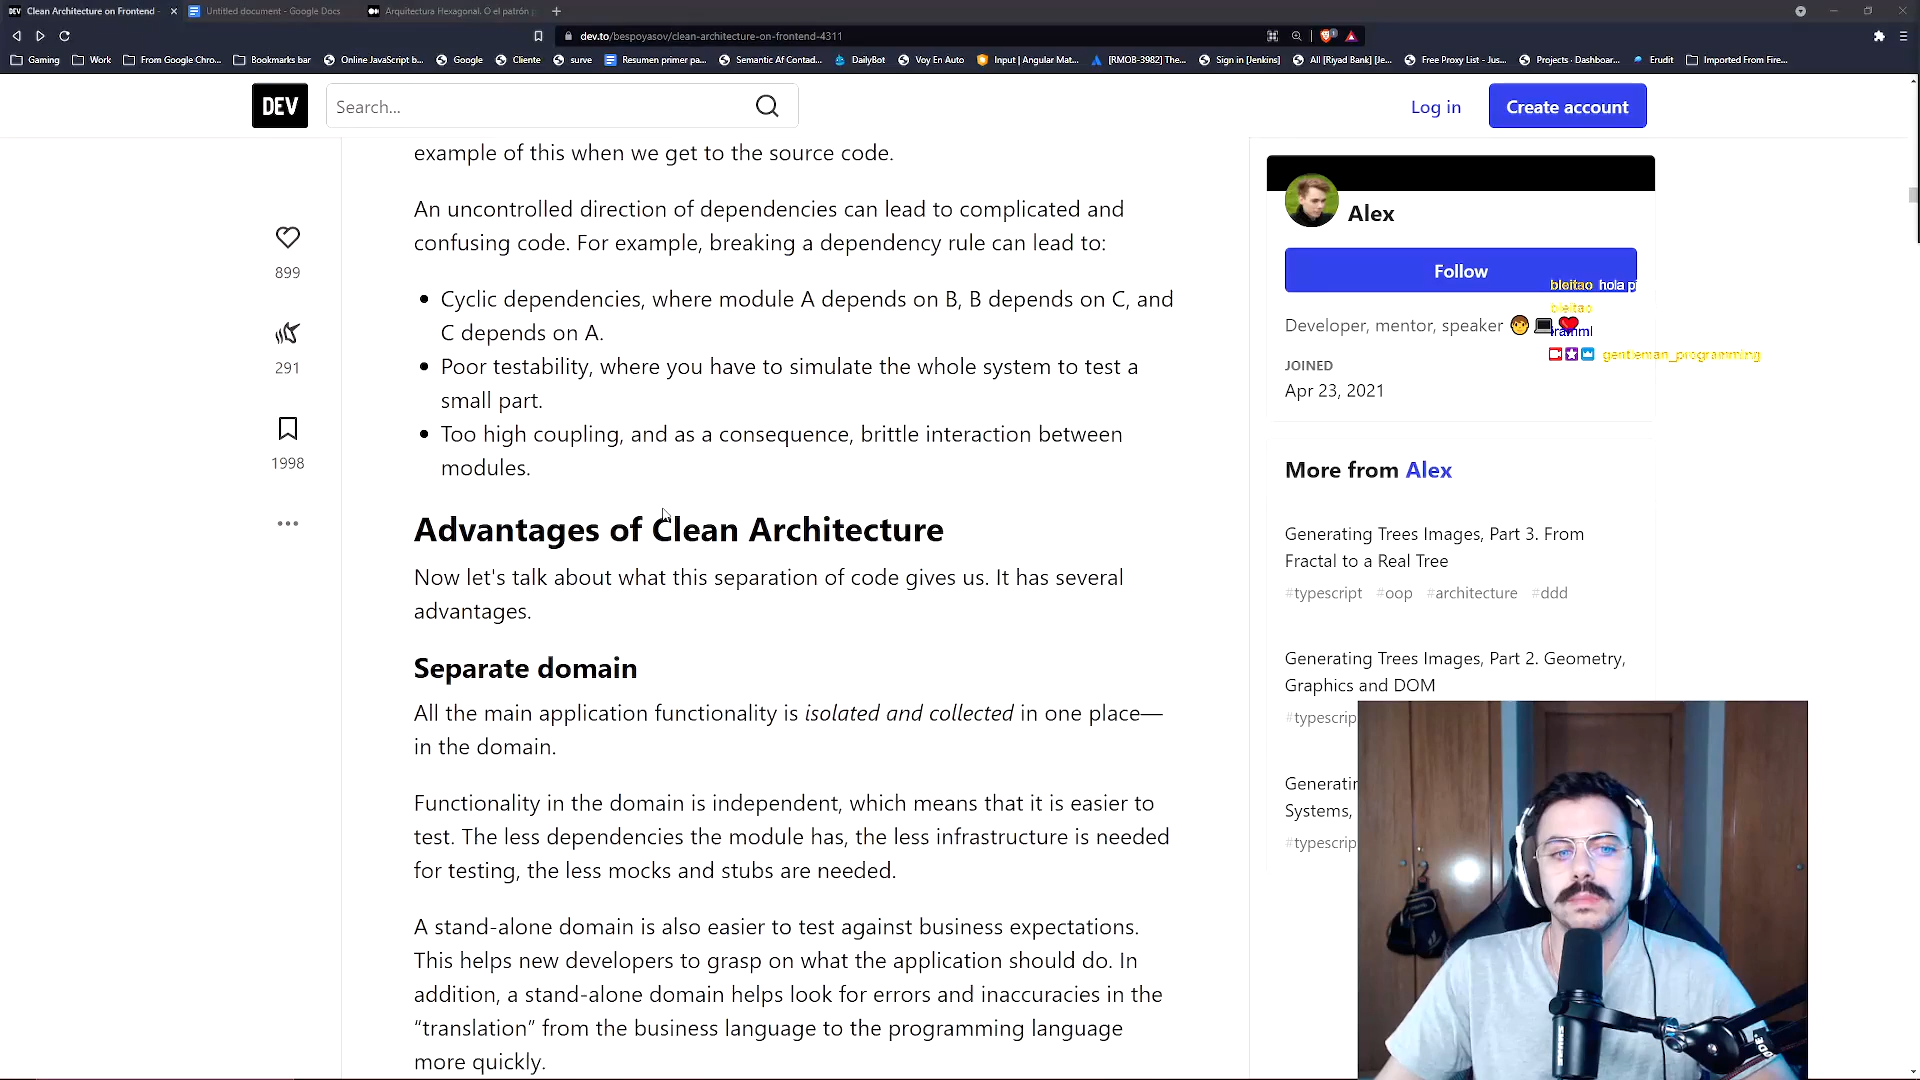 Clean Architecture on Frontend -
Untitled document - Google Docs
Arquitectura Hexagonal. O el patrón p
dev.to/bespoyasov/clean-architecture-on-frontend-4311
Gaming
Work
From Google Chro...
Bookmarks bar
Online JavaScript b...
Google
Cliente
surve
Resumen primer pa...
Semantic Af Contad...
DailyBot
Voy En Auto
Input | Angular Mat...
[RMOB-3982] [The...
Sign in [Jenkins]
All [Riyad Bank] [Je...
Free Proxy List - Jus...
Projects · Dashboar...
Erudit
Imported From Fire...
DEV
Search...
Log in
Create account
example of this when we get to the source code.
An uncontrolled direction of dependencies can lead to complicated and
confusing code. For example, breaking a dependency rule can lead to:
Cyclic dependencies, where module A depends on B, B depends on C, and
C depends on A.
Poor testability, where you have to simulate the whole system to test a
small part.
Too high coupling, and as a consequence, brittle interaction between
modules.
899
291
1998
Advantages of Clean Architecture
Now let's talk about what this separation of code gives us. It has several
advantages.
Separate domain
All the main application functionality is isolated and collected in one place—
in the domain.
Functionality in the domain is independent, which means that it is easier to
test. The less dependencies the module has, the less infrastructure is needed
for testing, the less mocks and stubs are needed.
A stand-alone domain is also easier to test against business expectations.
This helps new developers to grasp on what the application should do. In
addition, a stand-alone domain helps look for errors and inaccuracies in the
“translation” from the business language to the programming language
more quickly.
Alex
Follow
bleitao hola pi
bleitao
Developer, mentor, speaker
gentleman_programming
JOINED
Apr 23, 2021
More from Alex
Generating Trees Images, Part 3. From
Fractal to a Real Tree
#typescript #oop #architecture #ddd
Generating Trees Images, Part 2. Geometry,
Graphics and DOM
#typescrip
Generatin
Systems,
#typescrip